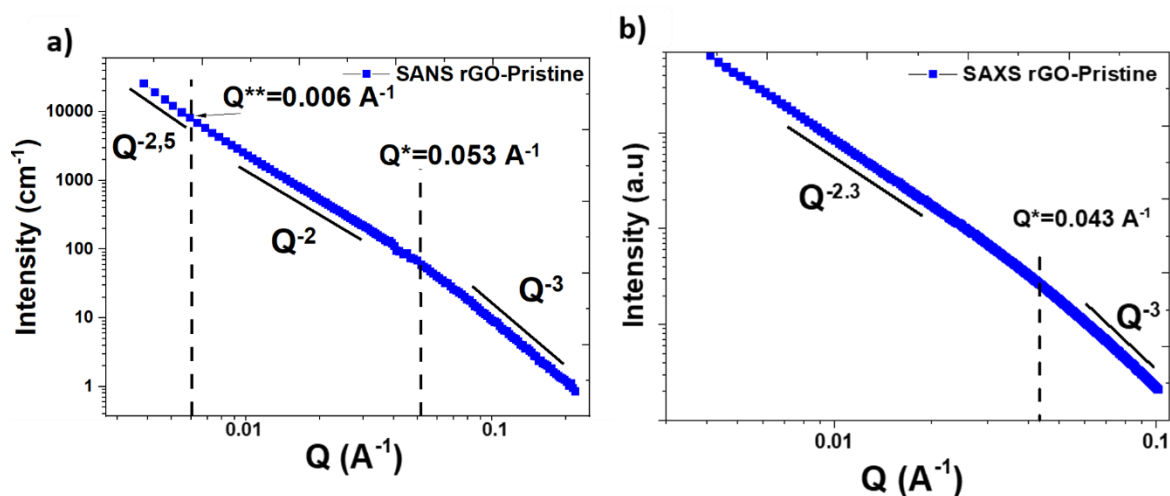 a)
SANS rGO-Pristine
Q**=0.006 A⁻¹
Q⁻²,⁵
Q*=0.053 A⁻¹
Q⁻²
Q⁻³
Intensity (cm⁻¹)
10000
1000
100
10
1
0.01
0.1
Q (A⁻¹)
b)
SAXS rGO-Pristine
Q⁻²·³
Q*=0.043 A⁻¹
Q⁻³
Intensity (a.u)
0.01
0.1
Q (A⁻¹)